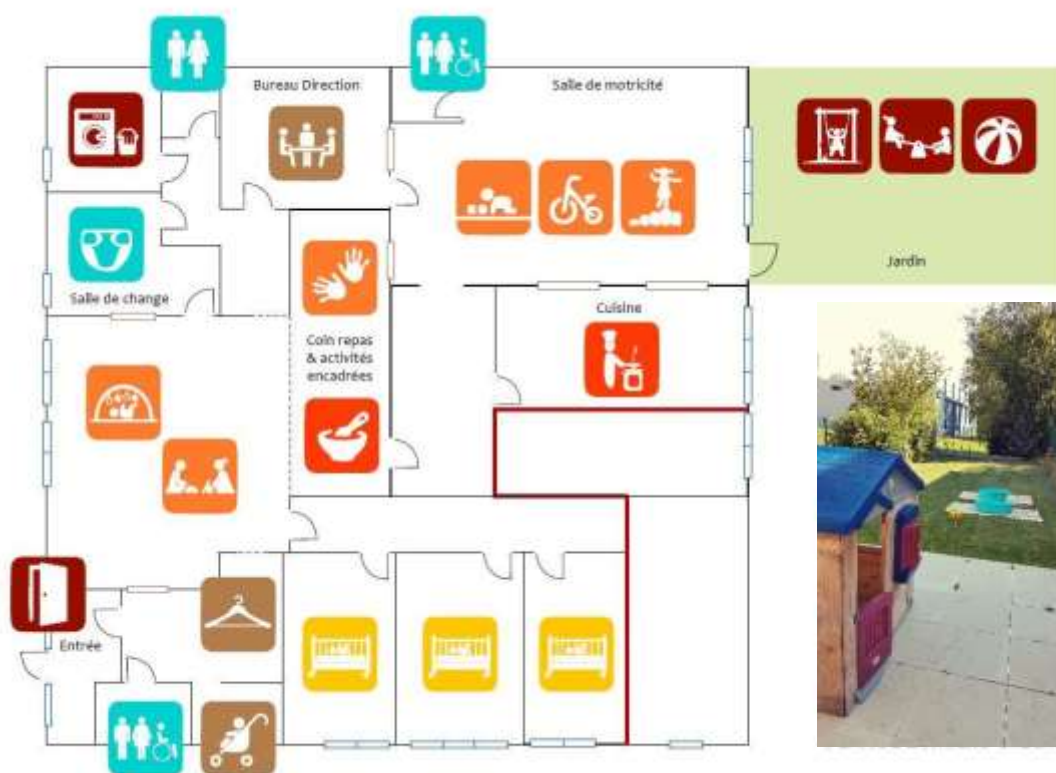 Bureau Direction
Salle de motricité
Jardin
Salle de change
Coin repas
& activités
encadrées
Cuisine
Entrée